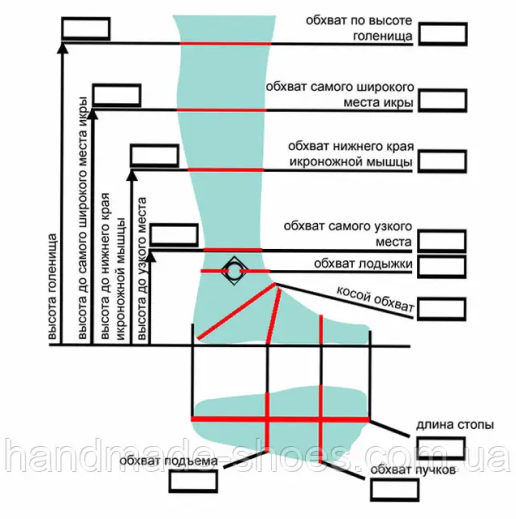 обхват по высоте
голенища
обхват самого широкого
места икры
обхват нижнего края
икроножной мышцы
обхват самого узкого
места
обхват лодыжки
косой обхват
высота голенища
высота до самого широкого места икры
высота до нижнего края
икроножной мышцы
высота до узкого места
длина стопы
обхват подъема
обхват пучков
handmade-shoes.com.ua